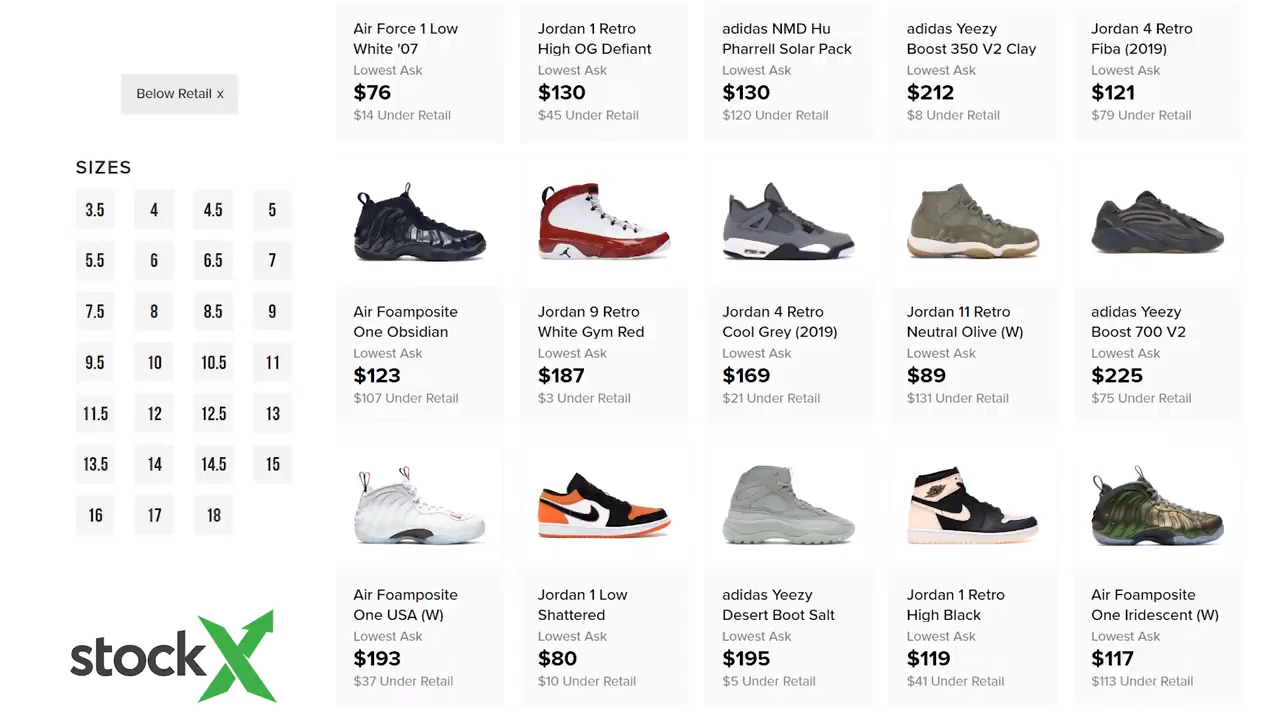 Below Retail x
SIZES
3.5 4 4.5 5
5.5 6 6.5 7
7.5 8 8.5 9
9.5 10 10.5 11
11.5 12 12.5 13
13.5 14 14.5 15
16 17 18
stockX
Air Force 1 Low
White '07
Lowest Ask
$76
$14 Under Retail
Jordan 1 Retro
High OG Defiant
Lowest Ask
$130
$45 Under Retail
adidas NMD Hu
Pharrell Solar Pack
Lowest Ask
$130
$120 Under Retail
adidas Yeezy
Boost 350 V2 Clay
Lowest Ask
$212
$8 Under Retail
Jordan 4 Retro
Fiba (2019)
Lowest Ask
$121
$79 Under Retail
Air Foamposite
One Obsidian
Lowest Ask
$123
$107 Under Retail
Jordan 9 Retro
White Gym Red
Lowest Ask
$187
$3 Under Retail
Jordan 4 Retro
Cool Grey (2019)
Lowest Ask
$169
$21 Under Retail
Jordan 11 Retro
Neutral Olive (W)
Lowest Ask
$89
$131 Under Retail
adidas Yeezy
Boost 700 V2
Lowest Ask
$225
$75 Under Retail
Air Foamposite
One USA (W)
Lowest Ask
$193
$37 Under Retail
Jordan 1 Low
Shattered
Lowest Ask
$80
$10 Under Retail
adidas Yeezy
Desert Boot Salt
Lowest Ask
$195
$5 Under Retail
Jordan 1 Retro
High Black
Lowest Ask
$119
$41 Under Retail
Air Foamposite
One Iridescent (W)
Lowest Ask
$117
$113 Under Retail